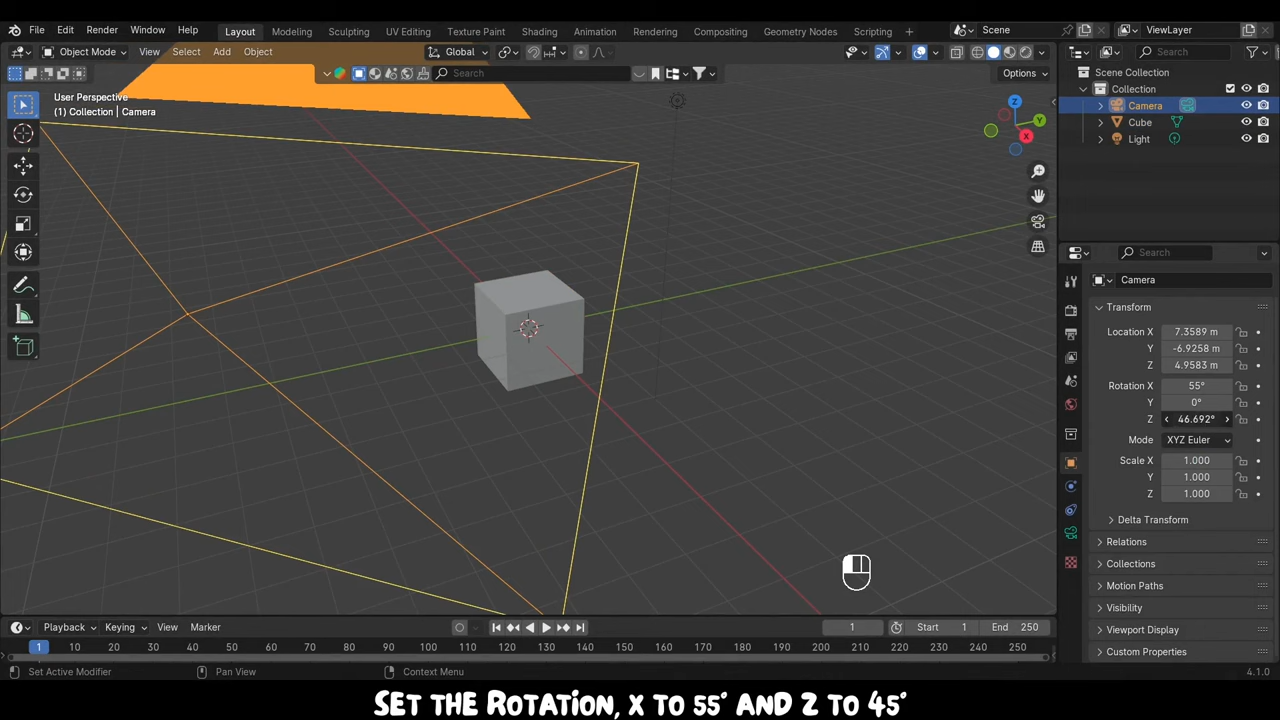 File Edit Render Window Help Layout Modeling Sculpting UV Editing Texture Paint Shading Animation Rendering Compositing Geometry Nodes Scripting Scene ViewLayer
Object Mode View Select Add Object Global Search
Search Options
Scene Collection
Collection
Camera
Cube
Light
User Perspective
(1) Collection | Camera
Z
Y
X
Search
Camera
Transform
Location X 7.3589 m
Y -6.9258 m
Z 4.9583 m
Rotation X 55°
Y 0°
Z 46.692°
Mode XYZ Euler
Scale X 1.000
Y 1.000
Z 1.000
Delta Transform
Relations
Collections
Motion Paths
Visibility
Viewport Display
Custom Properties
Playback Keying View Marker 1 Start 1 End 250
1 10 20 30 40 50 60 70 80 90 100 110 120 130 140 150 160 170 180 190 200 210 220 230 240 250
Set Active Modifier Pan View Context Menu 4.1.0
Set the Rotation, X to 55° and Z to 45°